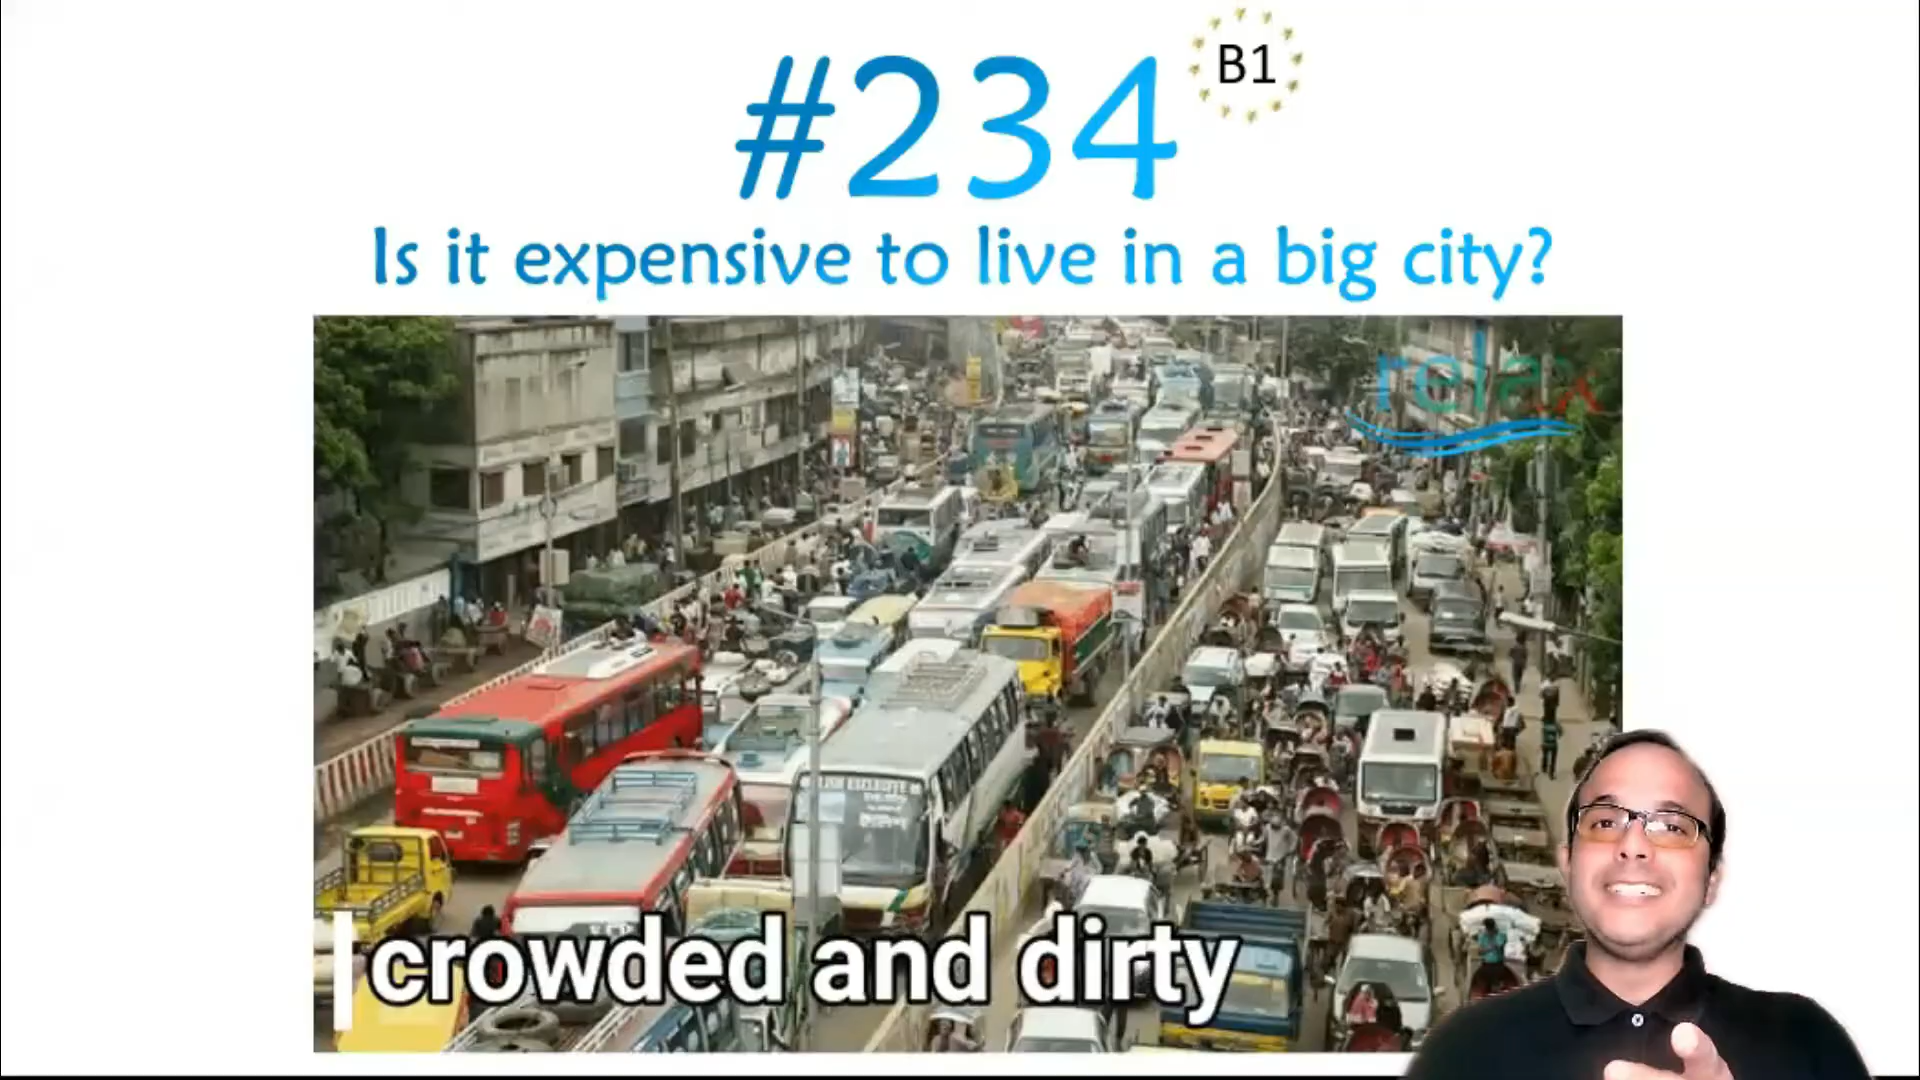 #234
B1
Is it expensive to live in a big city?
relax
crowded and dirty